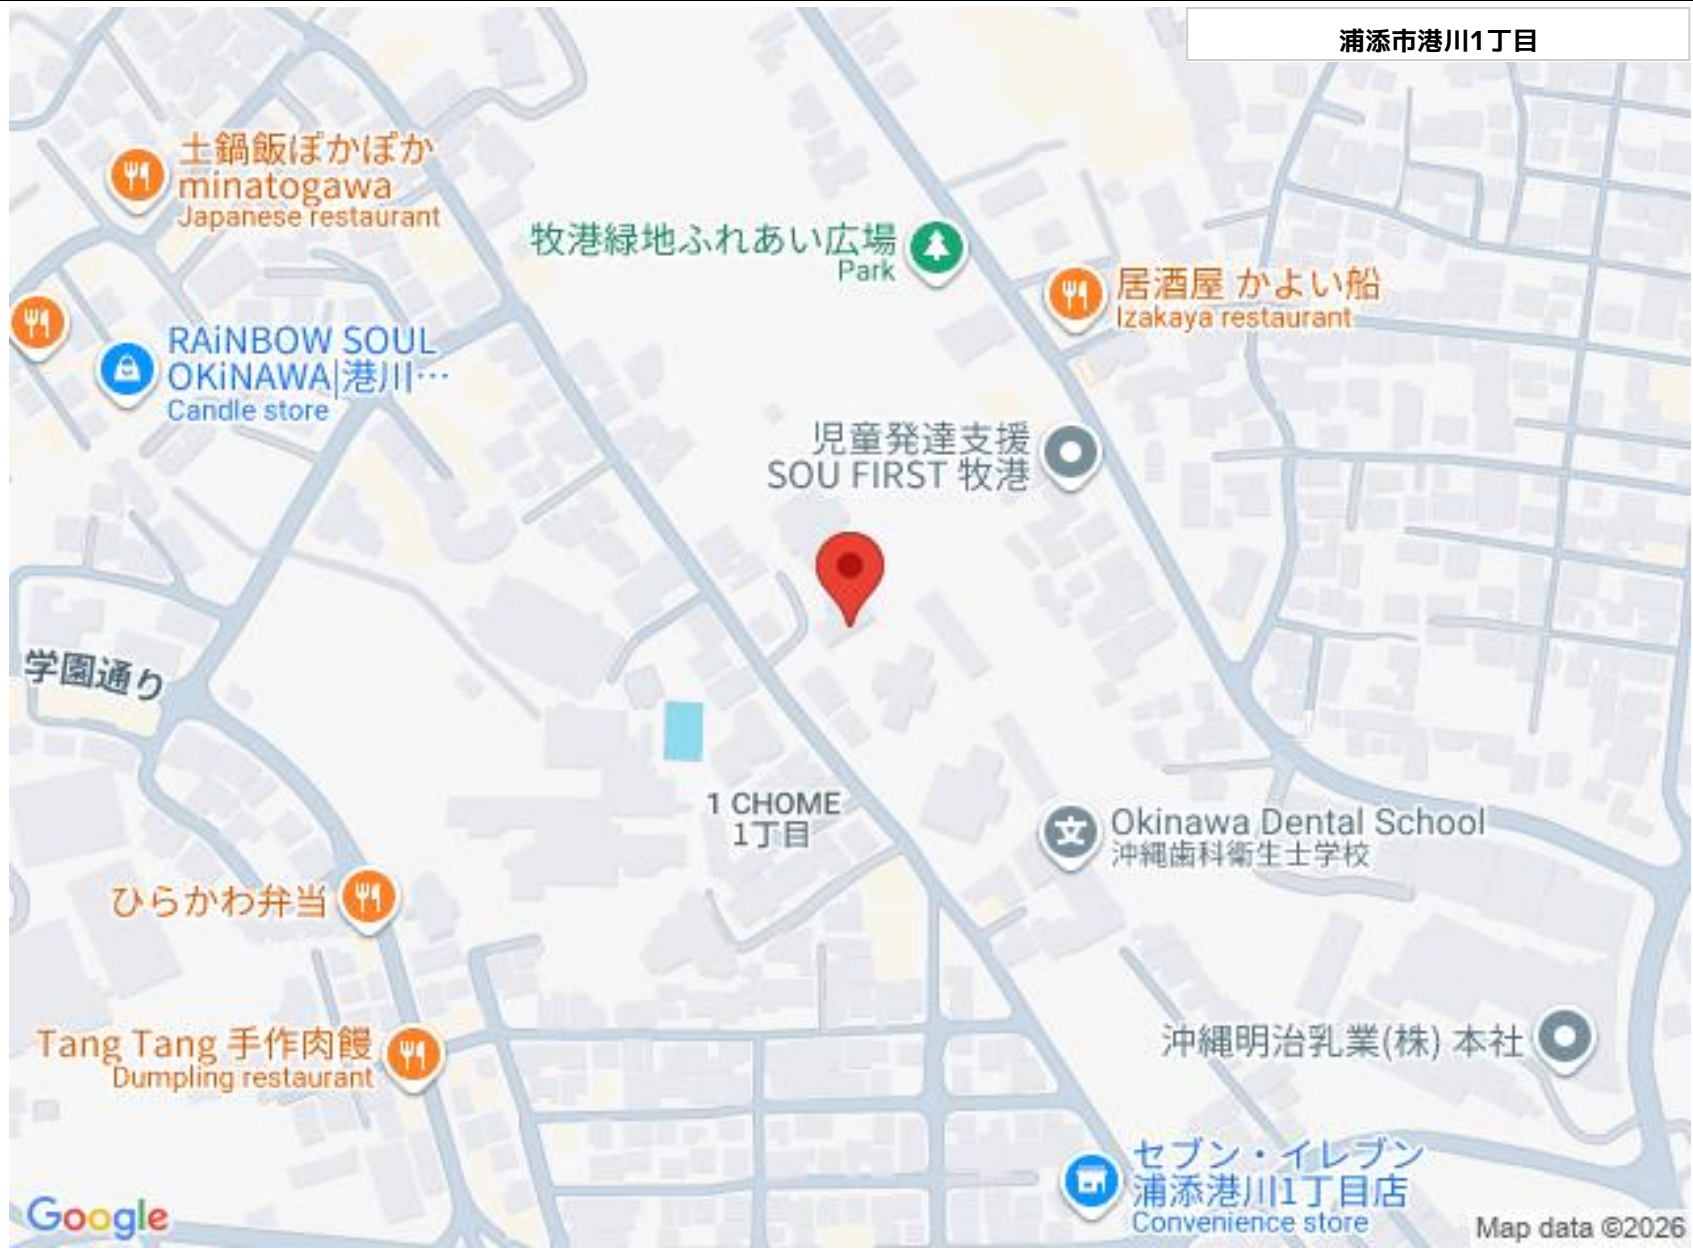 浦添市港川1丁目
土鍋飯ぽかぽか
minatogawa
Japanese restaurant
牧港緑地ふれあい広場
Park
居酒屋 かよい船
Izakaya restaurant
RAiNBOW SOUL
OKiNAWA|港川…
Candle store
児童発達支援
SOU FIRST 牧港
学園通り
1 CHOME
1丁目
Okinawa Dental School
沖縄歯科衛生士学校
ひらかわ弁当
Tang Tang 手作肉饅
Dumpling restaurant
沖縄明治乳業(株) 本社
セブン・イレブン
浦添港川1丁目店
Convenience store
Google
Map data ©2026